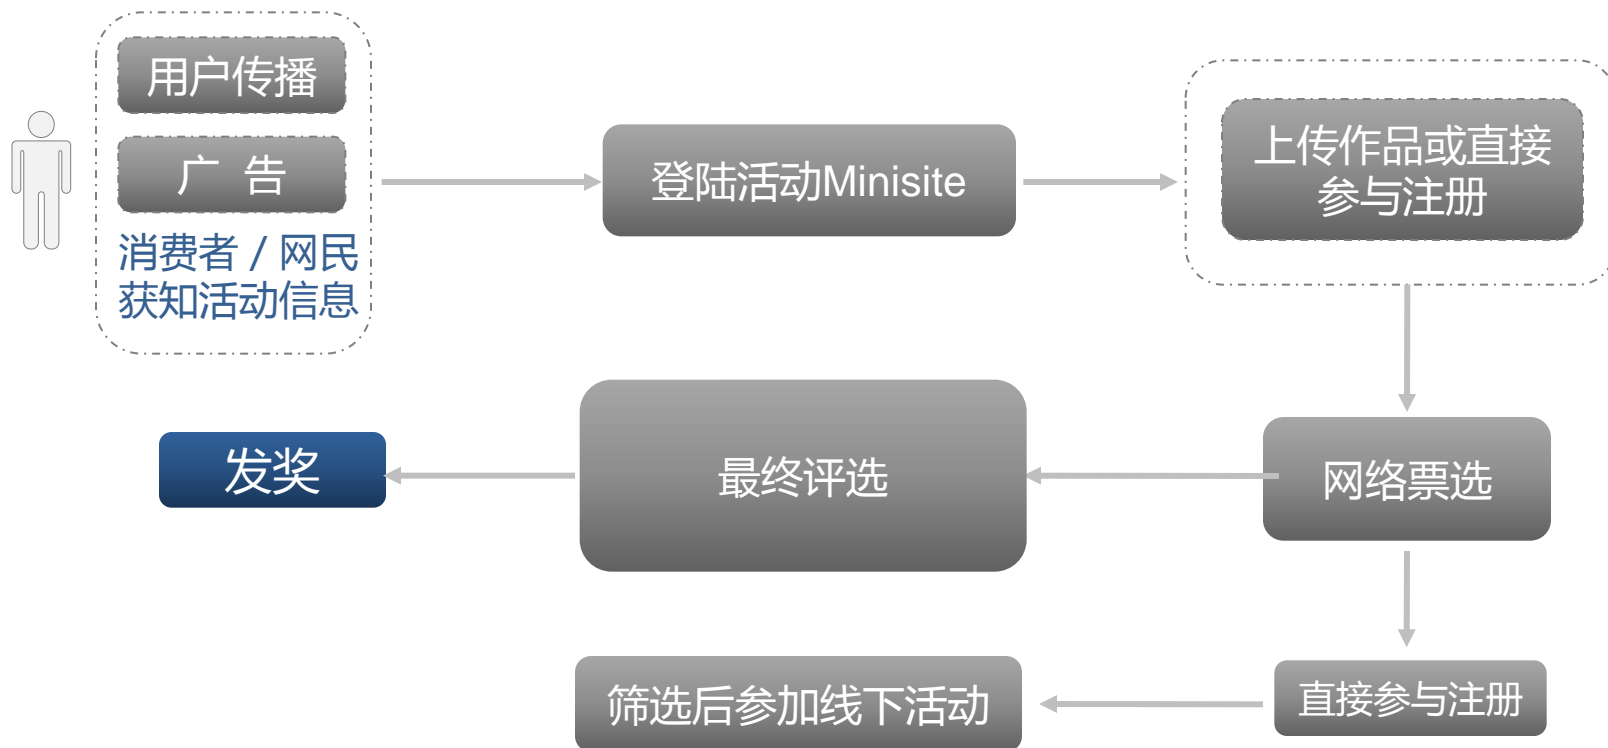 用户传播
广 告
消费者 / 网民
获知活动信息
登陆活动Minisite
上传作品或直接
参与注册
发奖
最终评选
网络票选
筛选后参加线下活动
直接参与注册